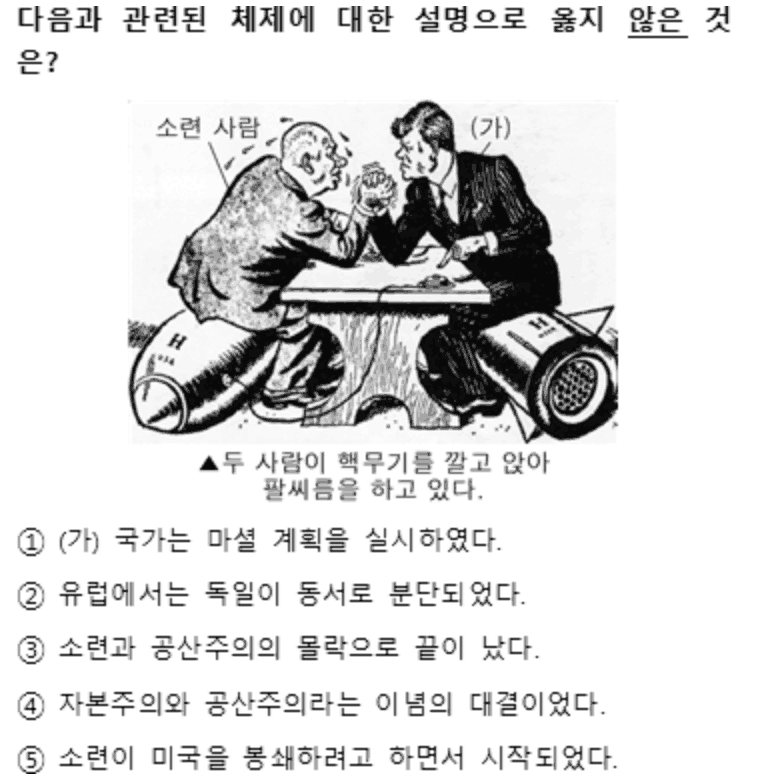 다음과 관련된 체제에 대한 설명으로 옳지 않은 것
은?
소련 사람
(가)
H
USA
H
USA
▲두 사람이 핵무기를 깔고 앉아
팔씨름을 하고 있다.
① (가) 국가는 마셜 계획을 실시하였다.
② 유럽에서는 독일이 동서로 분단되었다.
③ 소련과 공산주의의 몰락으로 끝이 났다.
④ 자본주의와 공산주의라는 이념의 대결이었다.
⑤ 소련이 미국을 봉쇄하려고 하면서 시작되었다.